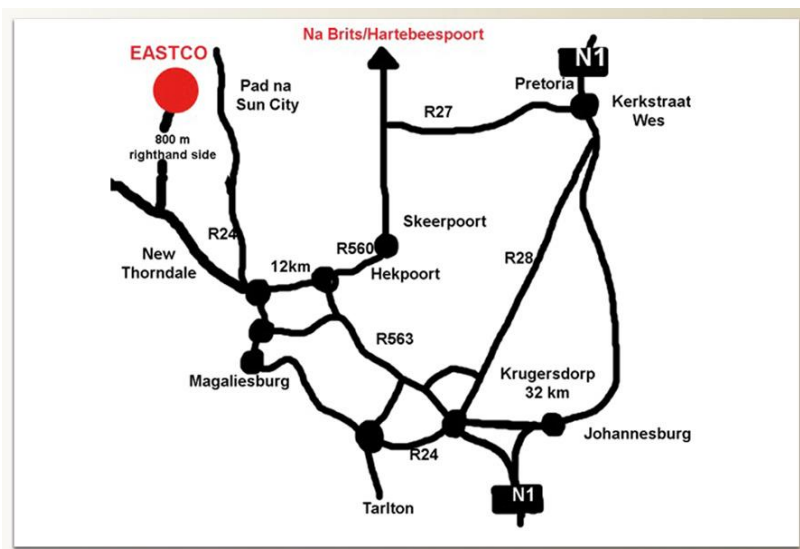 Na Brits/Hartebeespoort
EASTCO
N1
Pad na
Sun City
Pretoria
Kerkstraat
Wes
R27
800 m
righthand side
Skeerpoort
R24
R560
New
Thorndale
12km
Hekpoort
R28
R563
Magaliesburg
Krugersdorp
32 km
Johannesburg
R24
N1
Tarlton